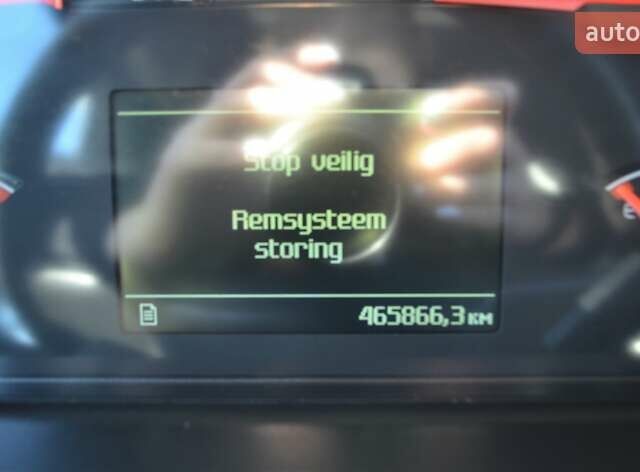 auto
Stop veilig
Remsysteem
storing
465866,3 км
E